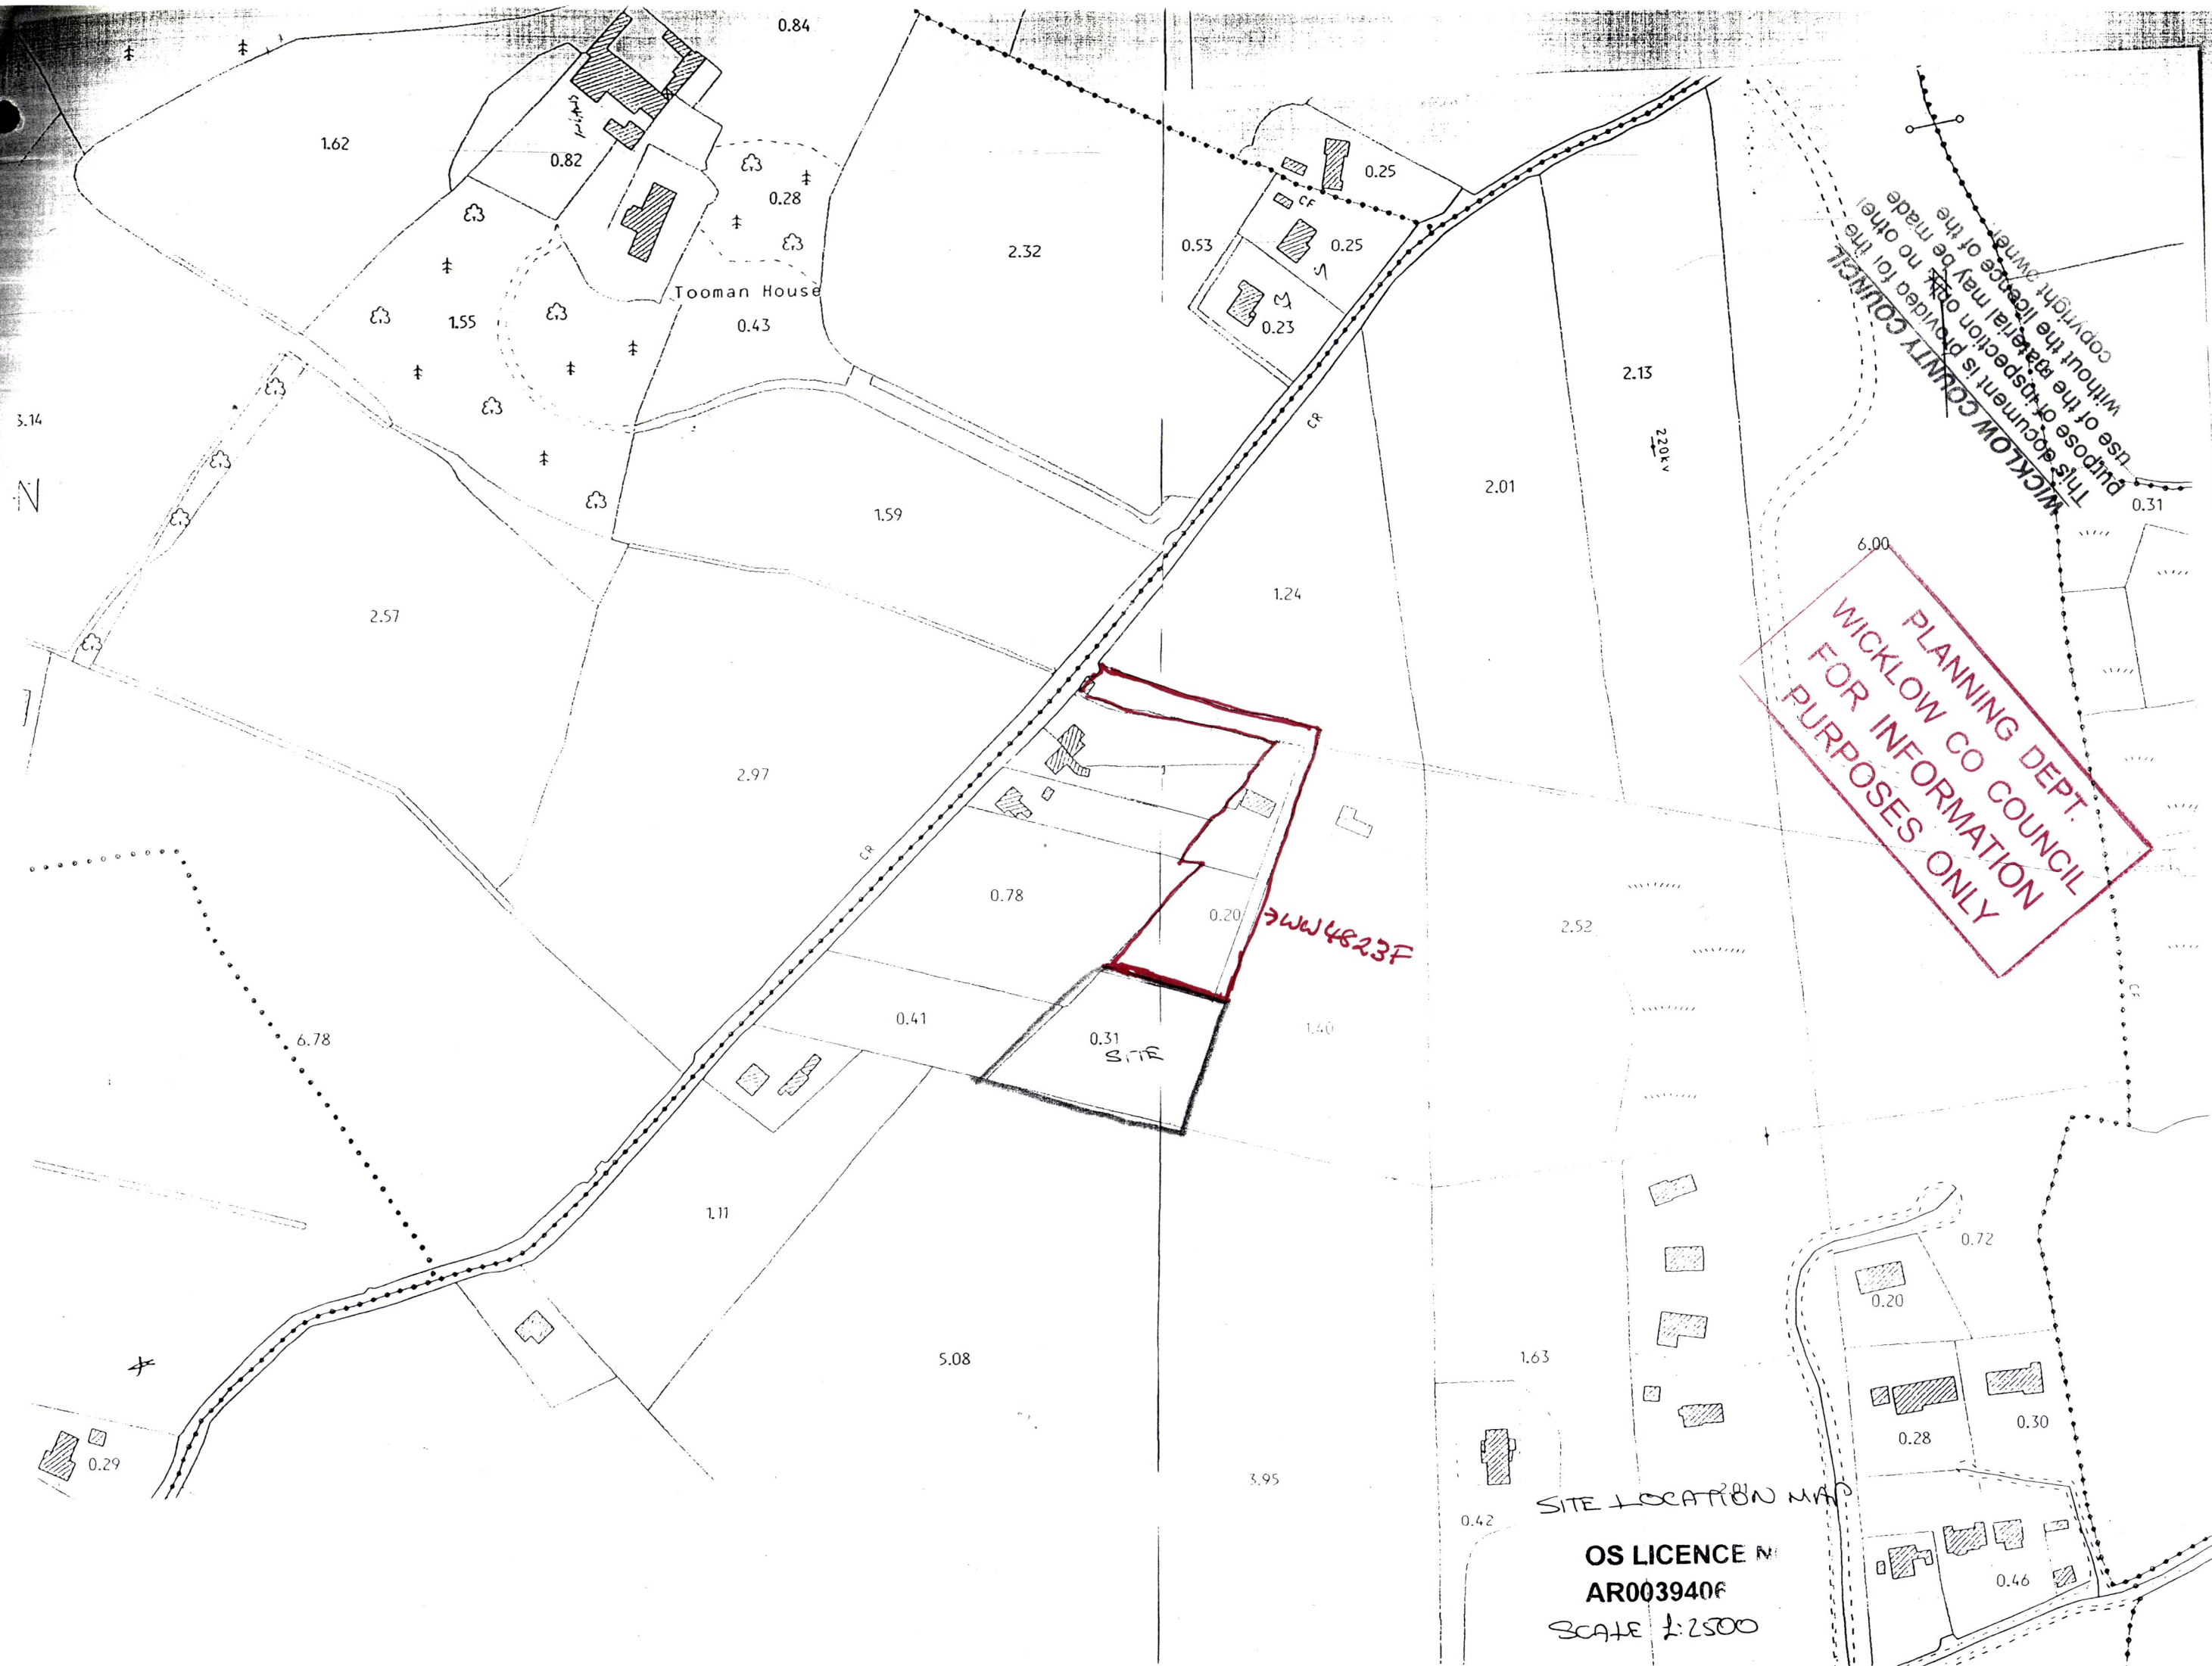 0.84
1.62
0.82
0.28
0.25
CF
0.53
0.25
2.32
Tooman House
1.55
0.43
0.23
2.13
3.14
CR
220kv
2.01
N
1.59
0.31
6.00
WICKLOW COUNTY COUNCIL
This document is provided for the
purpose of inspection only, no other
use of the material may be made
without the licence of the
copyright owner
PLANNING DEPT.
WICKLOW CO COUNCIL
FOR INFORMATION
PURPOSES ONLY
2.57
1.24
2.97
CR
0.78
0.20
→WW4823F
2.52
CF
6.78
0.41
0.31
SITE
1.40
1.11
0.72
0.20
5.08
1.63
0.30
0.28
0.29
3.95
0.42
SITE LOCATION MAP
OS LICENCE
AR0039406
SCALE 1:2500
0.46